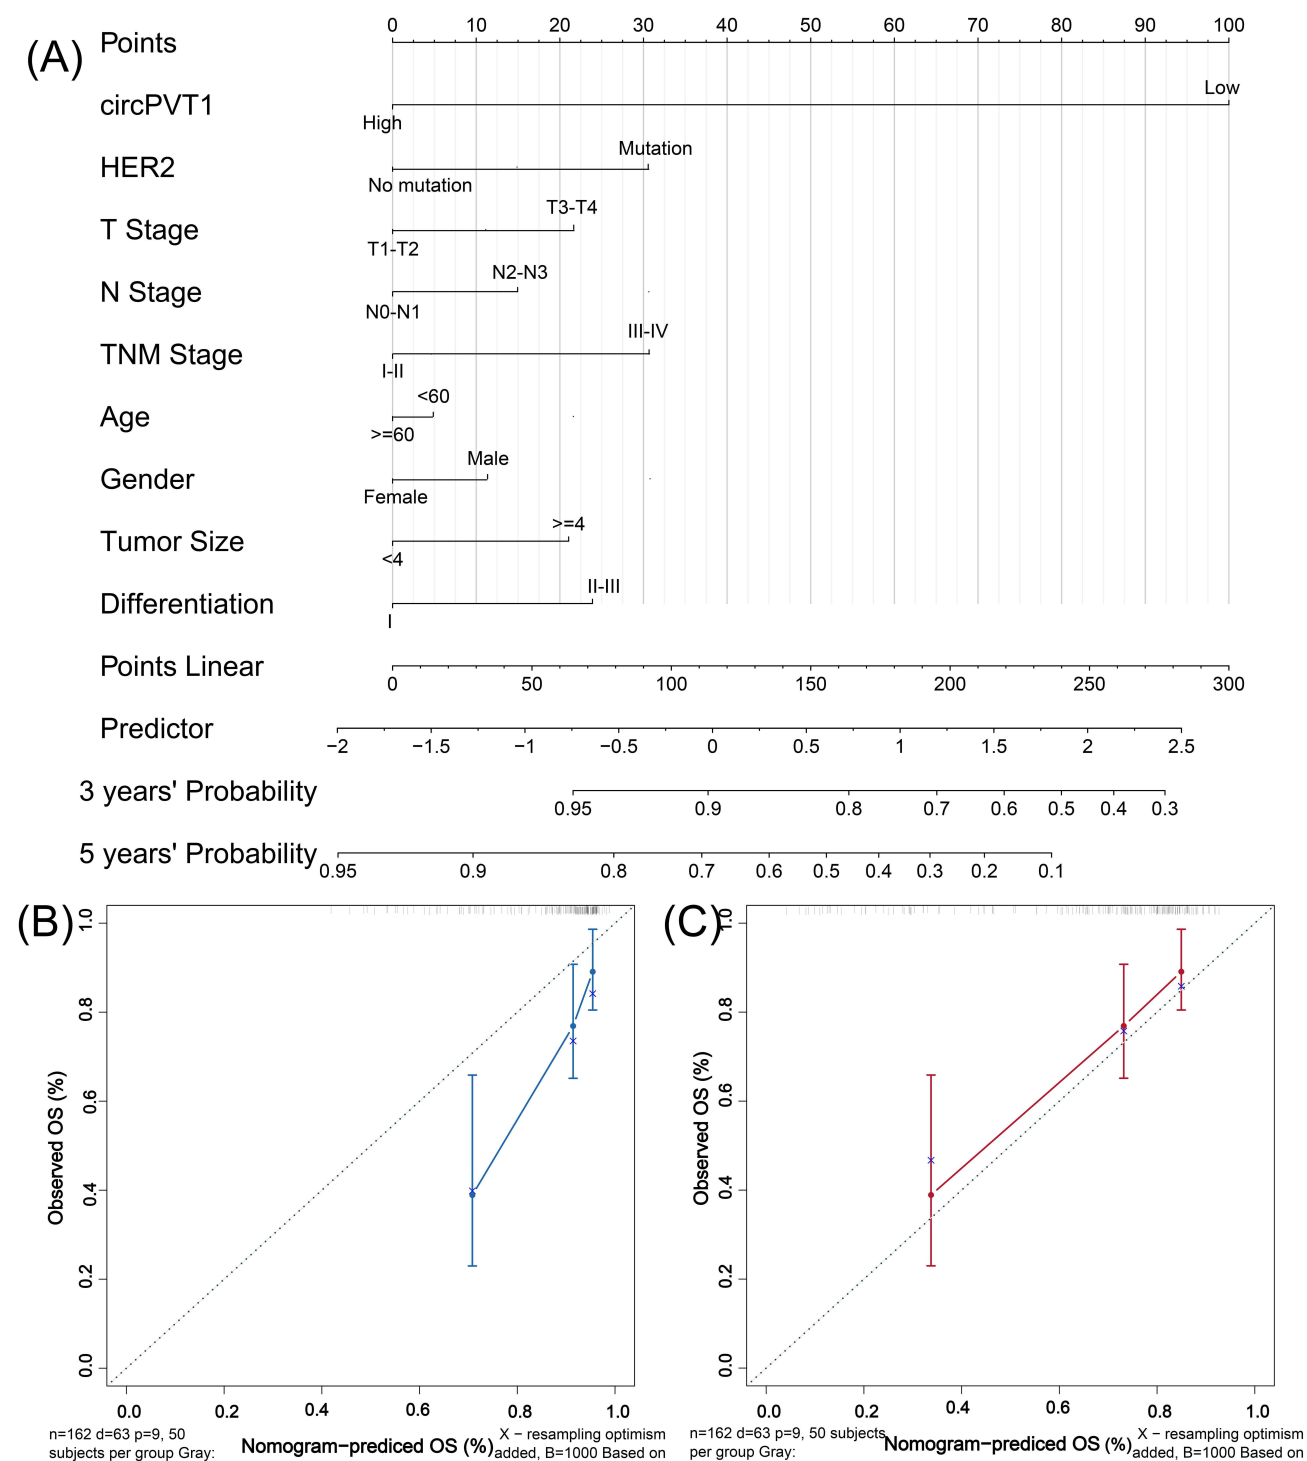 (A)
Points
0 10 20 30 40 50 60 70 80 90 100
circPVT1
Low
High
HER2
Mutation
No mutation
T Stage
T3-T4
T1-T2
N Stage
N2-N3
N0-N1
TNM Stage
III-IV
I-II
Age
<60
>=60
Gender
Male
Female
Tumor Size
>=4
<4
Differentiation
II-III
I
Points Linear
0 50 100 150 200 250 300
Predictor
−2 −1.5 −1 −0.5 0 0.5 1 1.5 2 2.5
3 years' Probability
0.95 0.9 0.8 0.7 0.6 0.5 0.4 0.3
5 years' Probability
0.95 0.9 0.8 0.7 0.6 0.5 0.4 0.3 0.2 0.1
(B)
1.0
0.8
0.6
0.4
0.2
0.0
Observed OS (%)
0.0 0.2 0.4 0.6 0.8 1.0
n=162 d=63 p=9, 50
subjects per group Gray:
Nomogram−prediced OS (%)
X − resampling optimism
added, B=1000 Based on
(C)
1.0
0.8
0.6
0.4
0.2
0.0
Observed OS (%)
0.0 0.2 0.4 0.6 0.8 1.0
n=162 d=63 p=9, 50 subjects
per group Gray:
Nomogram−prediced OS (%)
X − resampling optimism
added, B=1000 Based on